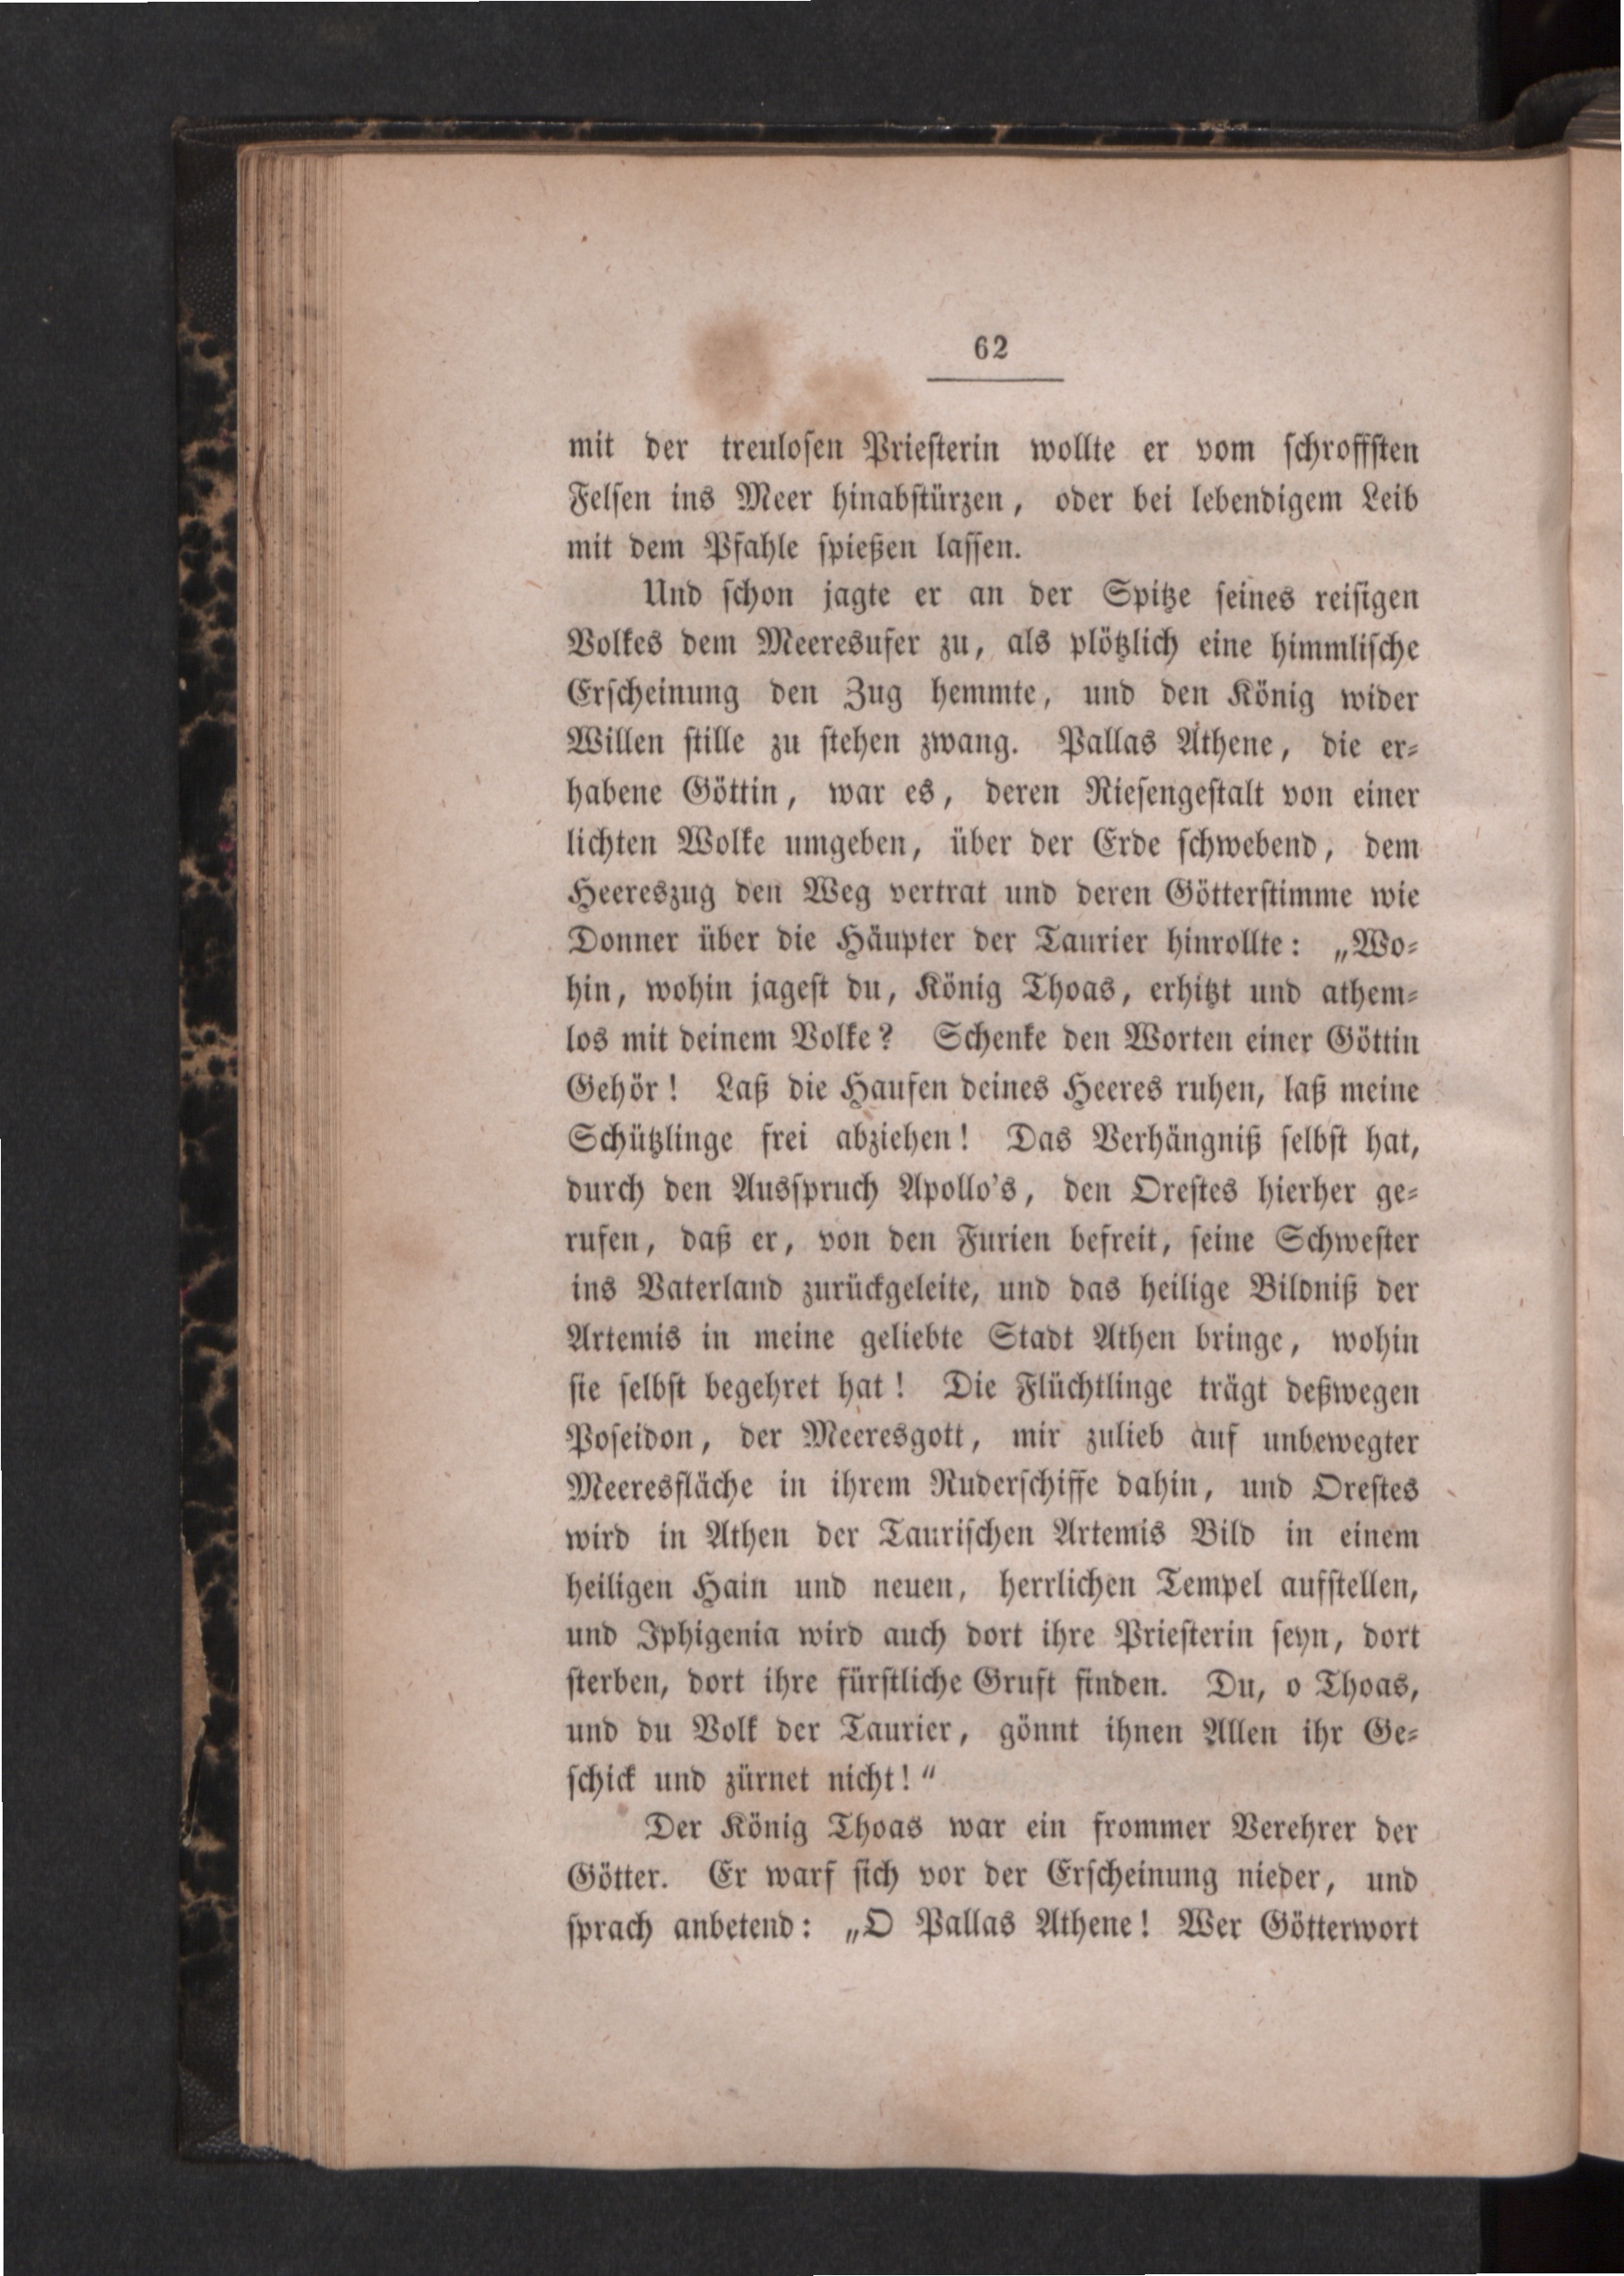 62
mit der treulosen Priesterin wollte er vom schroffsten
Felsen ins Meer hinabstürzen, oder bei lebendigem Leib
mit dem Pfahle spießen lassen.
Und schon jagte er an der Spitze seines reisigen
Volkes dem Meeresufer zu, als plötzlich eine himmlische
Erscheinung den Zug hemmte, und den König wider
Willen stille zu stehen zwang. Pallas Athene, die er-
habene Göttin, war es, deren Riesengestalt von einer
lichten Wolke umgeben, über der Erde schwebend, dem
Heereszug den Weg vertrat und deren Götterstimme wie
Donner über die Häupter der Taurier hinrollte: „Wo-
hin, wohin jagest du, König Thoas, erhitzt und athem-
los mit deinem Volke? Schenke den Worten einer Göttin
Gehör! Laß die Haufen deines Heeres ruhen, laß meine
Schützlinge frei abziehen! Das Verhängniß selbst hat,
durch den Ausspruch Apollo's, den Orestes hierher ge-
rufen, daß er, von den Furien befreit, seine Schwester
ins Vaterland zurückgeleite, und das heilige Bildniß der
Artemis in meine geliebte Stadt Athen bringe, wohin
sie selbst begehret hat! Die Flüchtlinge trägt deßwegen
Poseidon, der Meeresgott, mir zulieb auf unbewegter
Meeresfläche in ihrem Ruderschiffe dahin, und Orestes
wird in Athen der Taurischen Artemis Bild in einem
heiligen Hain und neuen, herrlichen Tempel aufstellen,
und Iphigenia wird auch dort ihre Priesterin seyn, dort
sterben, dort ihre fürstliche Gruft finden. Du, o Thoas,
und du Volk der Taurier, gönnt ihnen Allen ihr Ge-
schick und zürnet nicht!“
Der König Thoas war ein frommer Verehrer der
Götter. Er warf sich vor der Erscheinung nieder, und
sprach anbetend: „O Pallas Athene! Wer Götterwort